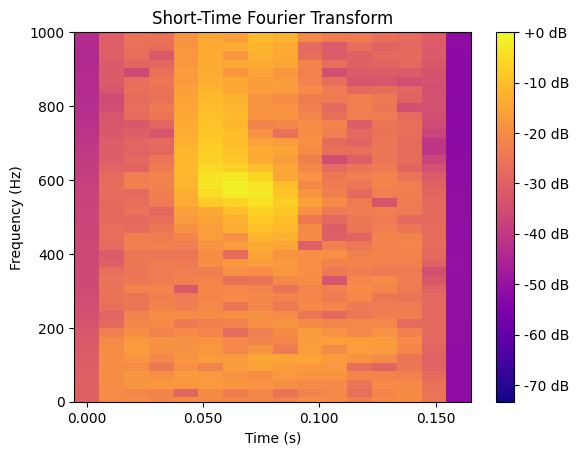 Short-Time Fourier Transform
1000
800
600
400
200
0
Frequency (Hz)
0.000
0.050
0.100
0.150
Time (s)
+0 dB
-10 dB
-20 dB
-30 dB
-40 dB
-50 dB
-60 dB
-70 dB